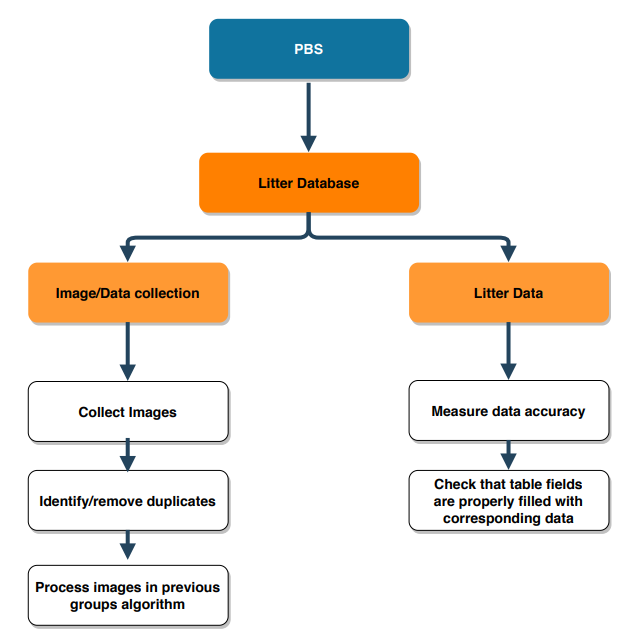 PBS
Litter Database
Image/Data collection
Litter Data
Collect Images
Measure data accuracy
Identify/remove duplicates
Check that table fields
are properly filled with
corresponding data
Process images in previous
groups algorithm